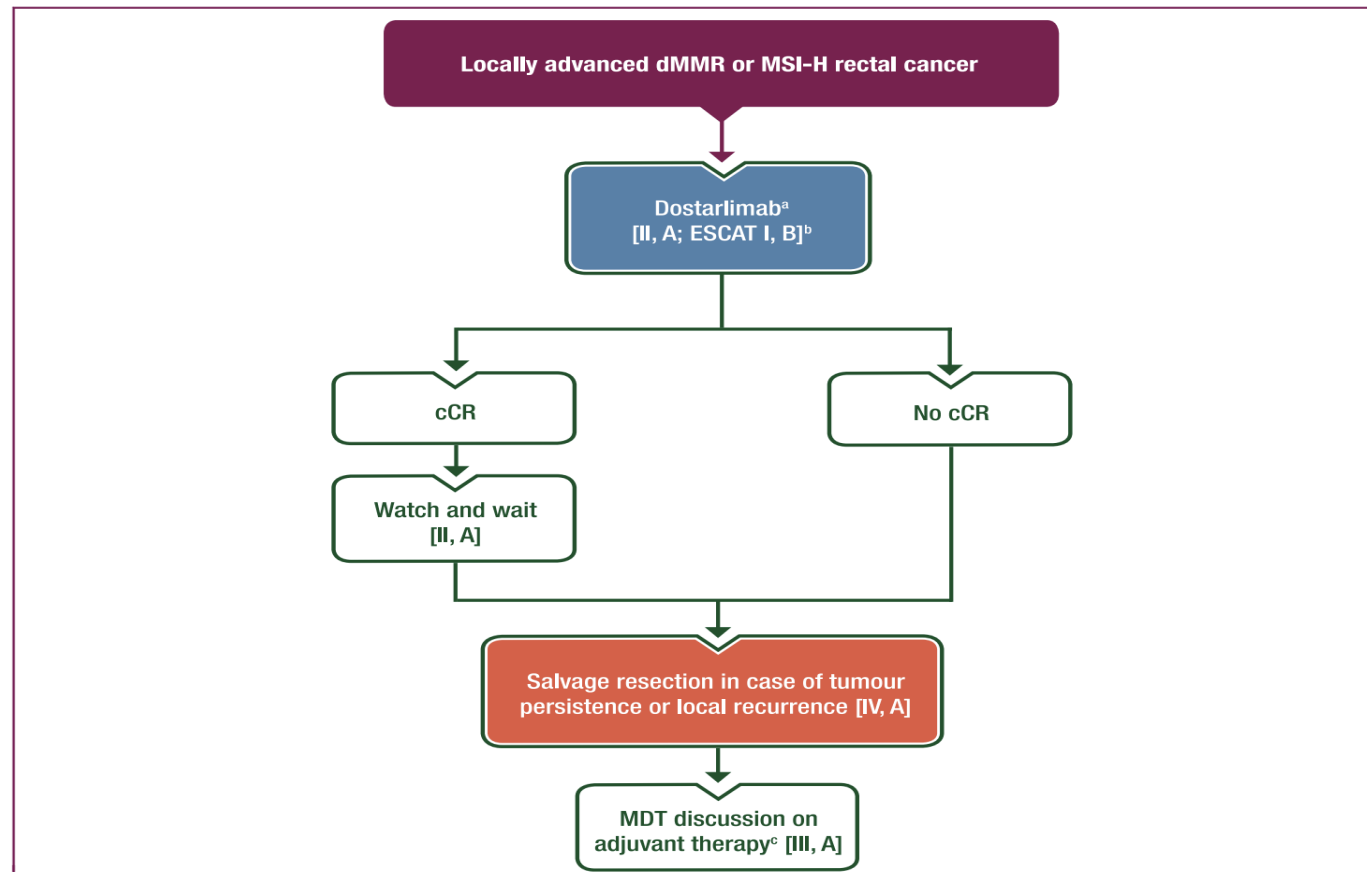 Locally advanced dMMR or MSI-H rectal cancer
Dostarlimabᵃ
[II, A; ESCAT I, B]ᵇ
cCR
No cCR
Watch and wait
[II, A]
Salvage resection in case of tumour
persistence or local recurrence [IV, A]
MDT discussion on
adjuvant therapyᶜ [III, A]